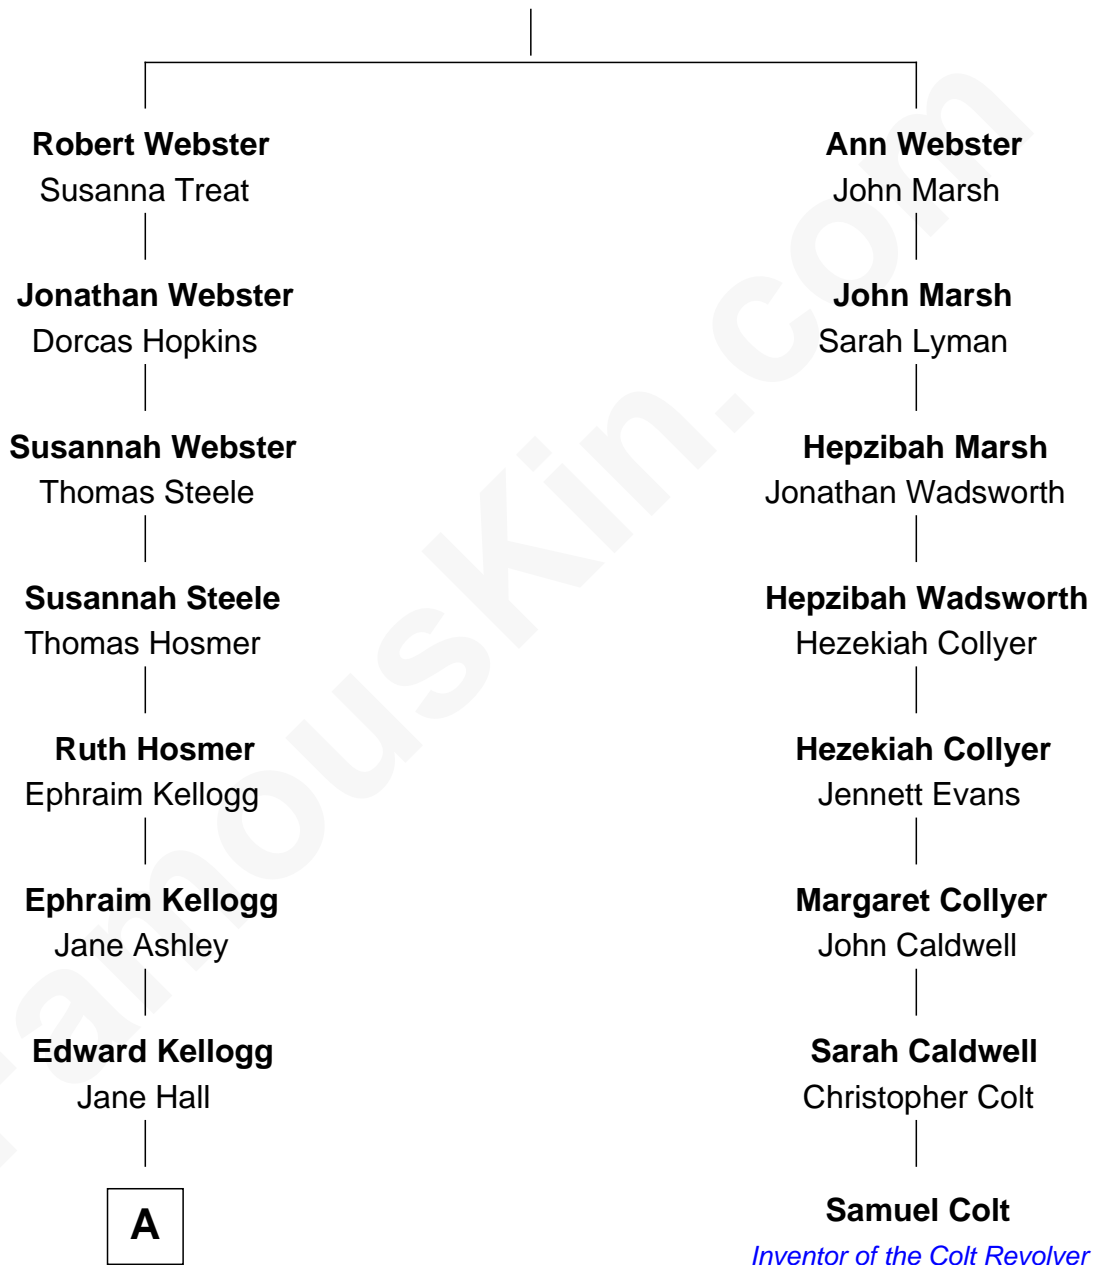 Robert Webster
Susanna Treat
Jonathan Webster
Dorcas Hopkins
Susannah Webster
Thomas Steele
Susannah Steele
Thomas Hosmer
Ruth Hosmer
Ephraim Kellogg
Ephraim Kellogg
Jane Ashley
Edward Kellogg
Jane Hall
A
Ann Webster
John Marsh
John Marsh
Sarah Lyman
Hepzibah Marsh
Jonathan Wadsworth
Hepzibah Wadsworth
Hezekiah Collyer
Hezekiah Collyer
Jennett Evans
Margaret Collyer
John Caldwell
Sarah Caldwell
Christopher Colt
Samuel Colt
Inventor of the Colt Revolver
FamousKin.com